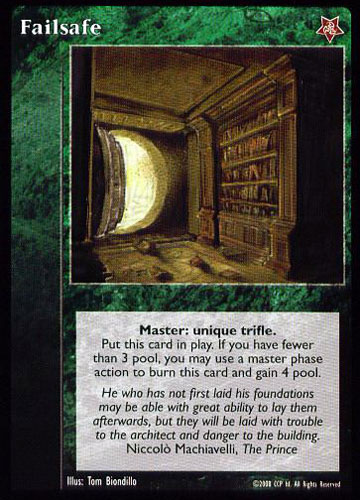 Failsafe
Master: unique trifle.
Put this card in play. If you have fewer
than 3 pool, you may use a master phase
action to burn this card and gain 4 pool.
He who has not first laid his foundations
may be able with great ability to lay them
afterwards, but they will be laid with trouble
to the architect and danger to the building.
Niccolò Machiavelli, The Prince
Illus: Tom Biondillo
©2008 CCP hf. All Rights Reserved